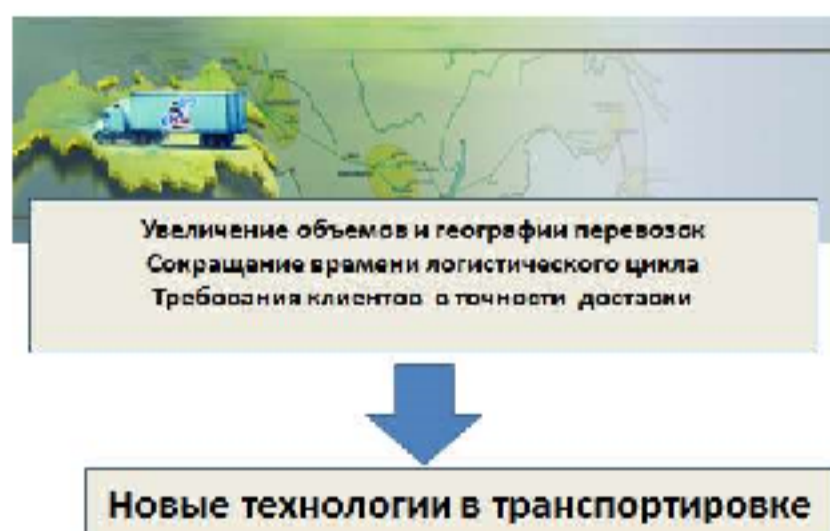 Увеличение объемов и географии перевозок
Сокращение времени логистического цикла
Требования клиентов о точности доставки
Новые технологии в транспортировке